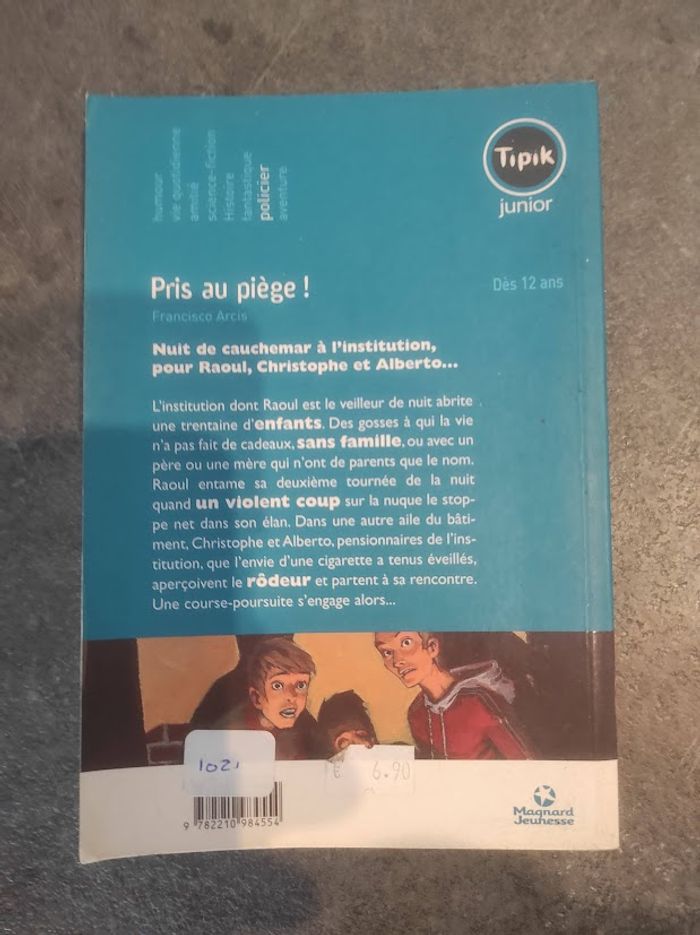 humour
vie quotidienne
amitié
science-fiction
Histoire
fantastique
policier
aventure
Tipik
junior
Pris au piège !
Dès 12 ans
Francisco Arcis
Nuit de cauchemar à l'institution,
pour Raoul, Christophe et Alberto...
L'institution dont Raoul est le veilleur de nuit abrite
une trentaine d'enfants. Des gosses à qui la vie
n'a pas fait de cadeaux, sans famille, ou avec un
père ou une mère qui n'ont de parents que le nom.
Raoul entame sa deuxième tournée de la nuit
quand un violent coup sur la nuque le stop-
pe net dans son élan. Dans une autre aile du bâti-
ment, Christophe et Alberto, pensionnaires de l'ins-
titution, que l'envie d'une cigarette a tenus éveillés,
aperçoivent le rôdeur et partent à sa rencontre.
Une course-poursuite s'engage alors...
1021
€ 6.90
9 782210 984554
Magnard
Jeunesse